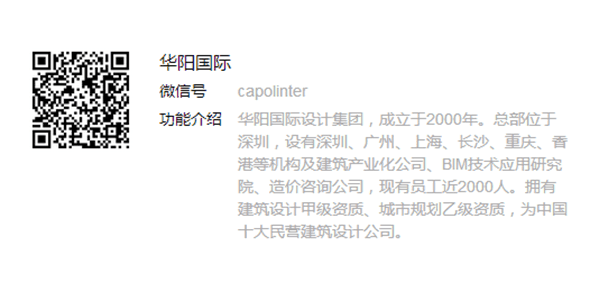 华阳国际
微信号 capolinter
功能介绍 华阳国际设计集团，成立于2000年。总部位于
深圳，设有深圳、广州、上海、长沙、重庆、香
港等机构及建筑产业化公司、BIM技术应用研究
院、造价咨询公司，现有员工近2000人。拥有
建筑设计甲级资质、城市规划乙级资质，为中国
十大民营建筑设计公司。